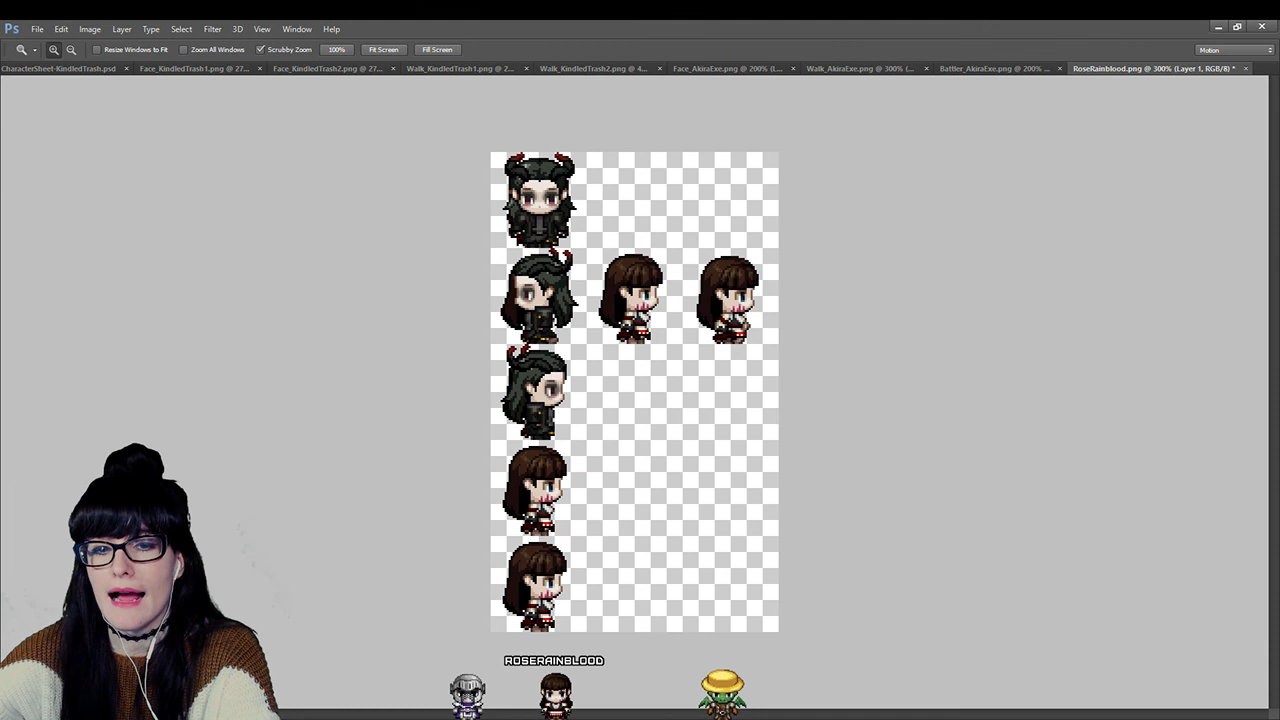 Ps File Edit Image Layer Type Select Filter 3D View Window Help
Resize Windows to Fit Zoom All Windows Scrubby Zoom 100% Fit Screen Fill Screen Motion
CharacterSheet-KindledTrash.psd Face_KindledTrash1.png @ 27... Face_KindledTrash2.png @ 27... Walk_KindledTrash1.png @ 2... Walk_KindledTrash2.png @ 4... Face_AkiraExe.png @ 200% (L... Walk_AkiraExe.png @ 300% (... Battler_AkiraExe.png @ 200% ... RoseRainblood.png @ 300% (Layer 1, RGB/8) *
ROSERAINBLOOD